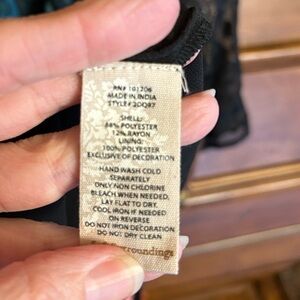 RN# 101206
MADE IN INDIA
STYLE# 2DQ97
SHELL:
88% POLYESTER
12% RAYON
LINING:
100% POLYESTER
EXCLUSIVE OF DECORATION
HAND WASH COLD
SEPARATELY
ONLY NON CHLORINE
BLEACH WHEN NEEDED,
LAY FLAT TO DRY,
COOL IRON IF NEEDED
ON REVERSE
DO NOT IRON DECORATION
DO NOT DRY CLEAN